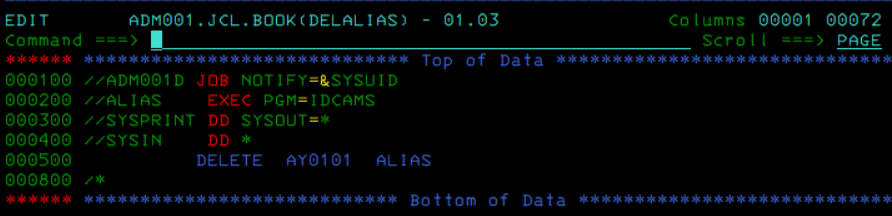 EDIT       ADM001.JCL.BOOK(DELALIAS) - 01.03                Columns 00001 00072
Command ===>                                                  Scroll ===> PAGE
****** **************************** Top of Data ******************************
000100 //ADM001D JOB NOTIFY=&SYSUID
000200 //ALIAS    EXEC PGM=IDCAMS
000300 //SYSPRINT DD SYSOUT=*
000400 //SYSIN    DD *
000500           DELETE  AY0101  ALIAS
000800 /*
****** *************************** Bottom of Data ****************************